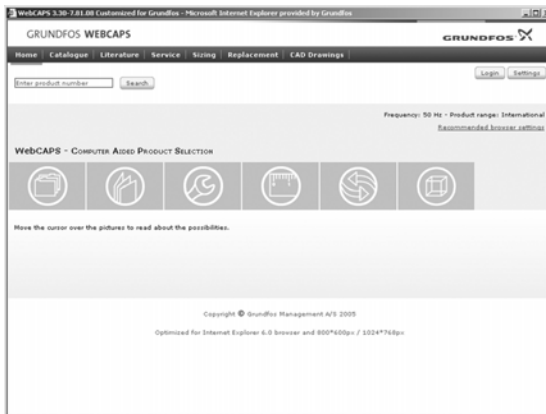 WebCAPS 3.30-7.01.00 Customized for Grundfos - Microsoft Internet Explorer provided by Grundfos
GRUNDFOS WEBCAPS
GRUNDFOS
Home Catalogue Literature Service Sizing Replacement CAD Drawings
Login Settings
Enter product number Search
Frequency: 50 Hz - Product range: International
Recommended browser settings
WebCAPS - Computer Aided Product Selection
Move the cursor over the pictures to read about the possibilities.
Copyright © Grundfos Management A/S 2005
Optimized for Internet Explorer 6.0 browser and 800*600px / 1024*768px